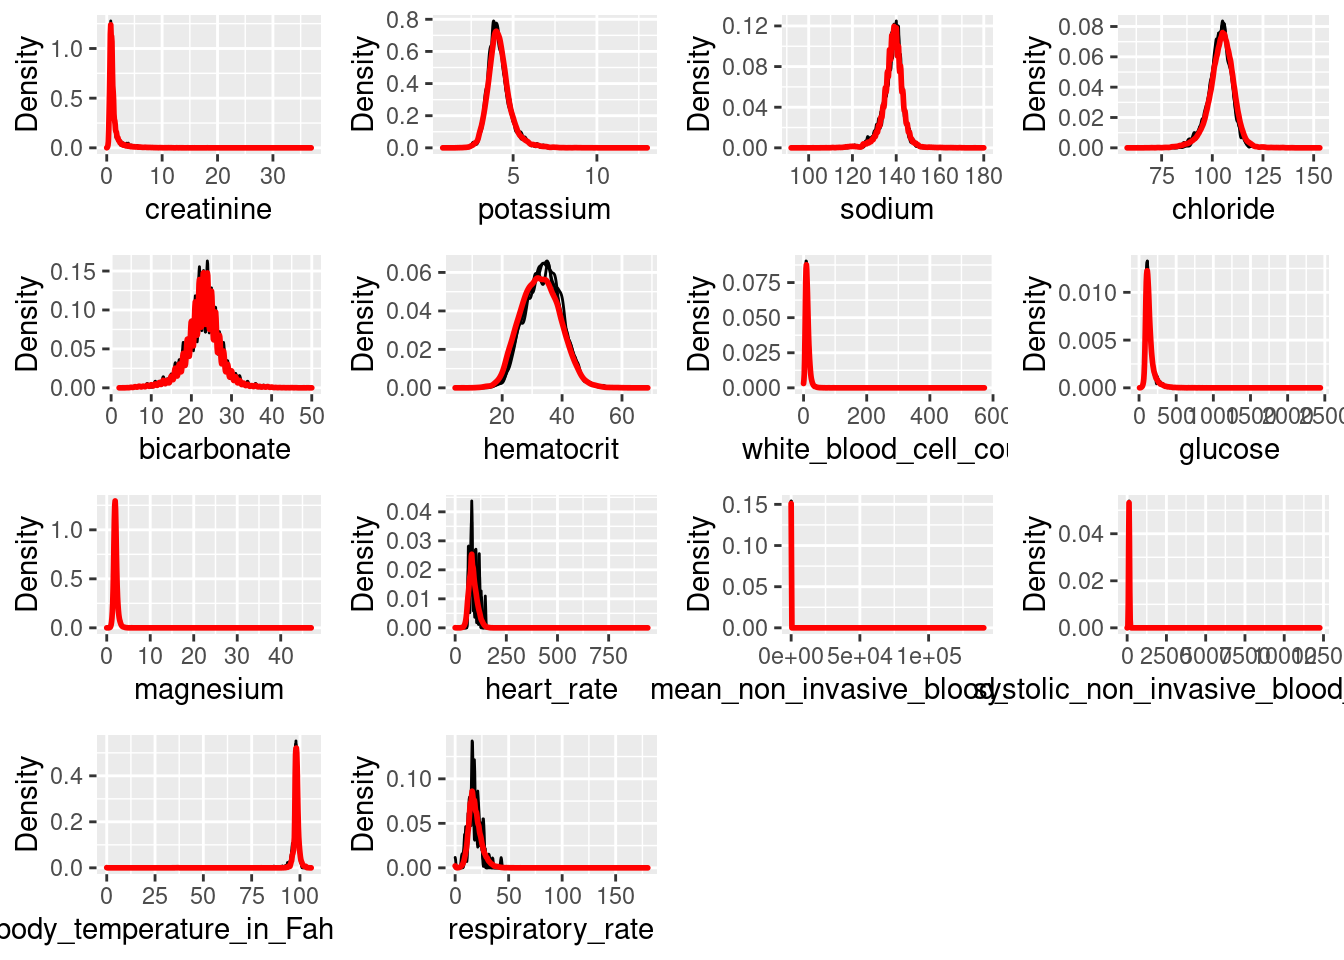 Density 1.0 0.5 0.0 0 10 20 30 creatinine
Density 0.8 0.6 0.4 0.2 0.0 5 10 potassium
Density 0.12 0.08 0.04 0.00 100 120 140 160 180 sodium
Density 0.08 0.06 0.04 0.02 0.00 75 100 125 150 chloride
Density 0.15 0.10 0.05 0.00 0 10 20 30 40 50 bicarbonate
Density 0.06 0.04 0.02 0.00 20 40 60 hematocrit
Density 0.075 0.050 0.025 0.000 0 200 400 600 white_blood_cell_cou
Density 0.010 0.005 0.000 0 500 1000 1500 2000 2500 glucose
Density 1.0 0.5 0.0 0 10 20 30 40 magnesium
Density 0.04 0.03 0.02 0.01 0.00 0 250 500 750 heart_rate
Density 0.15 0.10 0.05 0.00 0e+00 5e+04 1e+05 mean_non_invasive_blood_
Density 0.04 0.02 0.00 0 2500 5000 7500 10000 1250 systolic_non_invasive_blood_
Density 0.4 0.2 0.0 0 25 50 75 100 body_temperature_in_Fah
Density 0.10 0.05 0.00 0 50 100 150 respiratory_rate